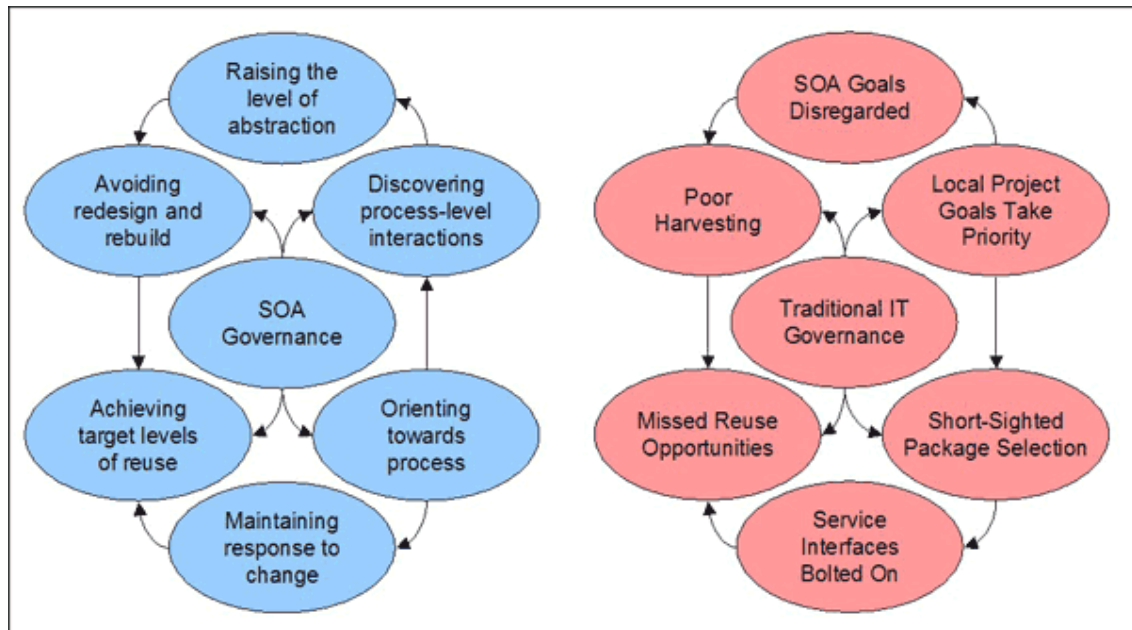 Raising the
level of
abstraction
Avoiding
redesign and
rebuild
Discovering
process-level
interactions
SOA
Governance
Achieving
target levels
of reuse
Orienting
towards
process
Maintaining
response to
change
SOA Goals
Disregarded
Poor
Harvesting
Local Project
Goals Take
Priority
Traditional IT
Governance
Missed Reuse
Opportunities
Short-Sighted
Package Selection
Service
Interfaces
Bolted On